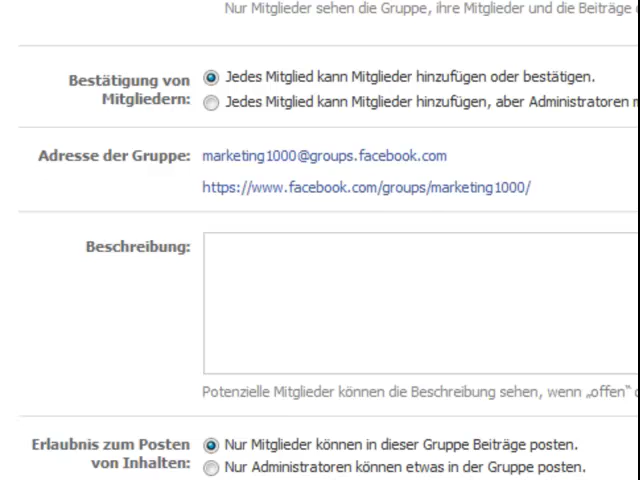 Nur Mitglieder sehen die Gruppe, ihre Mitglieder und die Beiträge
Bestätigung von Mitgliedern:
Jedes Mitglied kann Mitglieder hinzufügen oder bestätigen.
Jedes Mitglied kann Mitglieder hinzufügen, aber Administratoren
Adresse der Gruppe: marketing1000@groups.facebook.com
https://www.facebook.com/groups/marketing1000/
Beschreibung:
Potenzielle Mitglieder können die Beschreibung sehen, wenn „offen“
Erlaubnis zum Posten von Inhalten:
Nur Mitglieder können in dieser Gruppe Beiträge posten.
Nur Administratoren können etwas in der Gruppe posten.